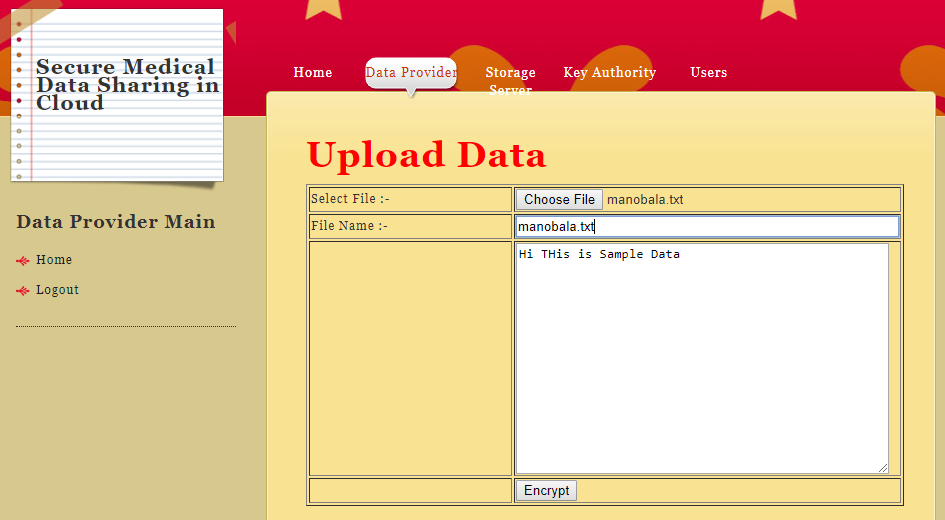 Secure Medical
Data Sharing in
Cloud
Home
Data Provider
Storage
Server
Key Authority
Users
Data Provider Main
Home
Logout
Upload Data
Select File :-
Choose File manobala.txt
File Name :-
manobala.txt
Hi THis is Sample Data
Encrypt